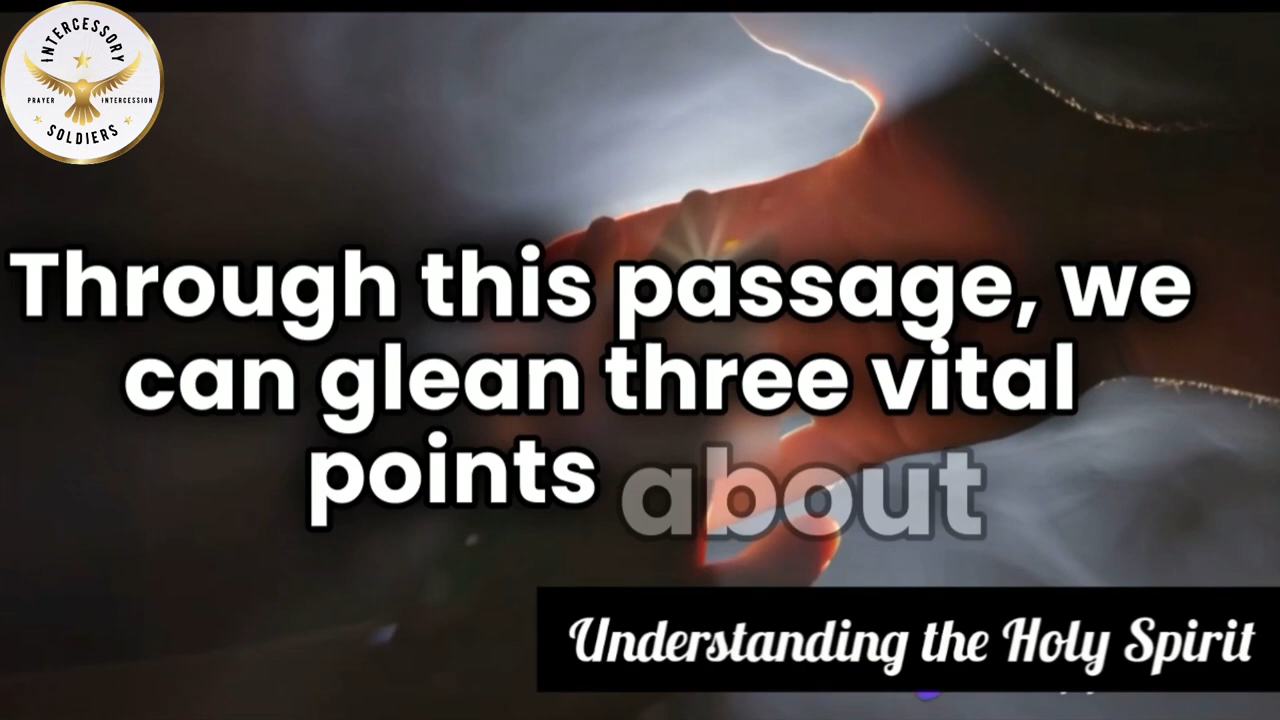 INTERCESSORY
PRAYER INTERCESSION
SOLDIERS
Through this passage, we
can glean three vital
points about
Understanding the Holy Spirit